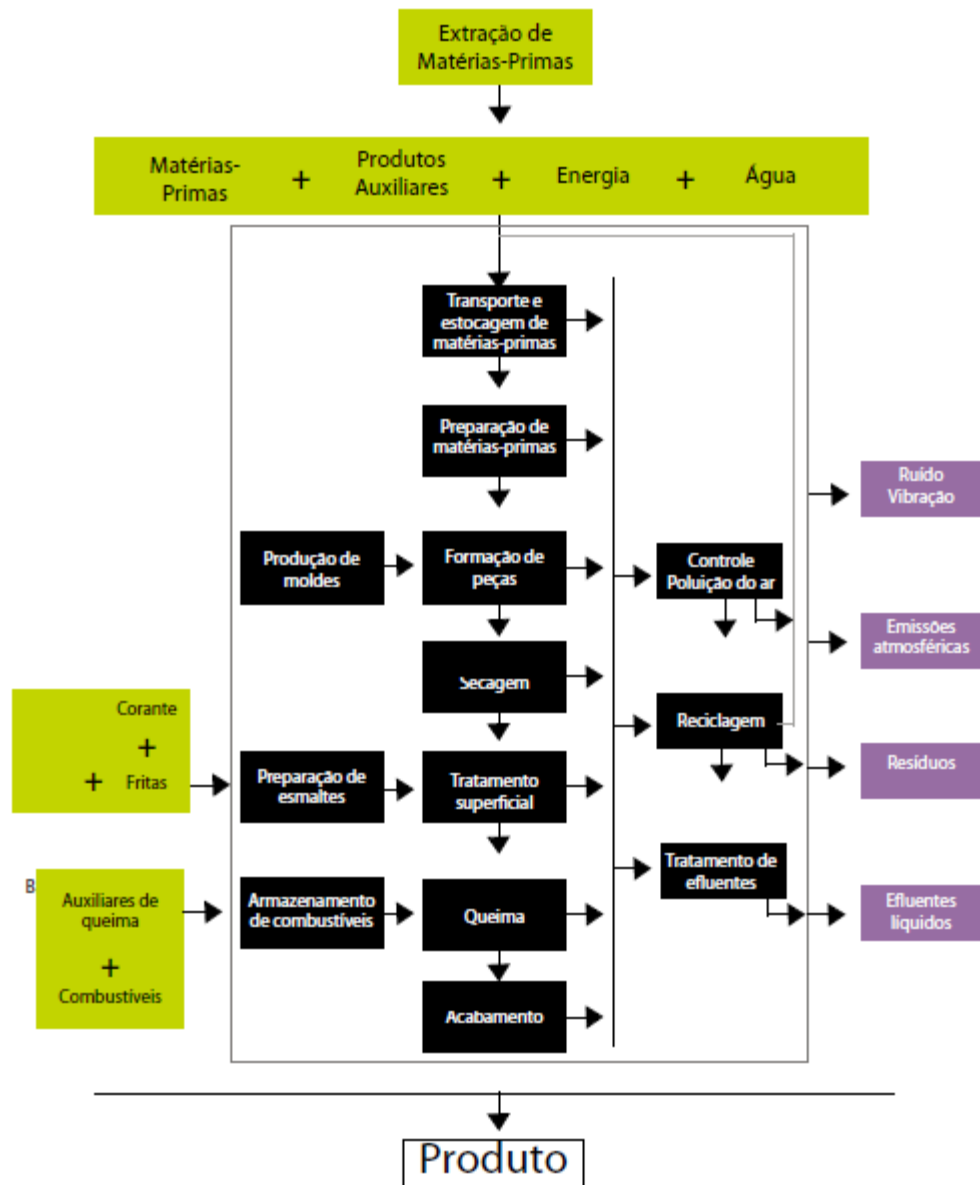 Extração de
Matérias-Primas
Matérias-
Primas
+
Produtos
Auxiliares
+
Energia
+
Água
Transporte e
estocagem de
matérias-primas
Preparação de
matérias-primas
Ruído
Vibração
Produção de
moldes
Formação de
peças
Controle
Poluição do ar
Emissões
atmosféricas
Secagem
Corante
+
+ Fritas
Reciclagem
Preparação de
esmaltes
Tratamento
superficial
Resíduos
Tratamento de
efluentes
B
Auxiliares de
queima
+
Combustíveis
Armazenamento
de combustíveis
Queima
Efluentes
líquidos
Acabamento
Produto